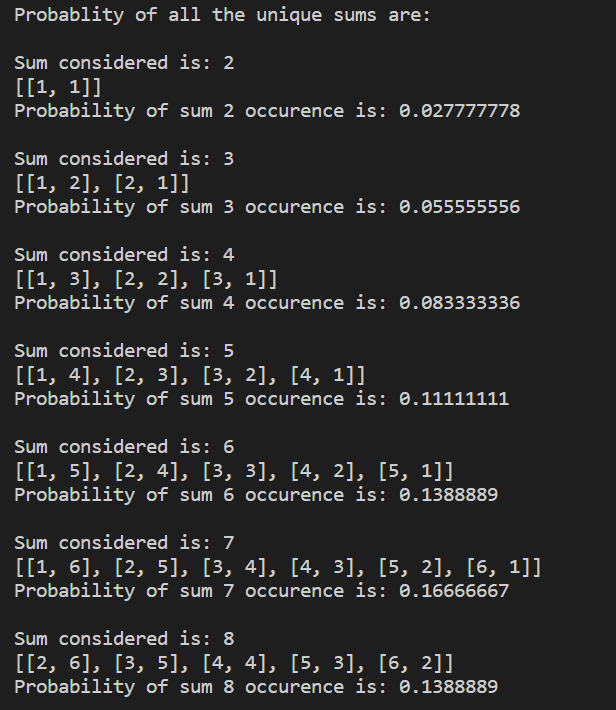 Probablity of all the unique sums are:
Sum considered is: 2
[[1, 1]]
Probability of sum 2 occurence is: 0.027777778
Sum considered is: 3
[[1, 2], [2, 1]]
Probability of sum 3 occurence is: 0.055555556
Sum considered is: 4
[[1, 3], [2, 2], [3, 1]]
Probability of sum 4 occurence is: 0.083333336
Sum considered is: 5
[[1, 4], [2, 3], [3, 2], [4, 1]]
Probability of sum 5 occurence is: 0.11111111
Sum considered is: 6
[[1, 5], [2, 4], [3, 3], [4, 2], [5, 1]]
Probability of sum 6 occurence is: 0.1388889
Sum considered is: 7
[[1, 6], [2, 5], [3, 4], [4, 3], [5, 2], [6, 1]]
Probability of sum 7 occurence is: 0.16666667
Sum considered is: 8
[[2, 6], [3, 5], [4, 4], [5, 3], [6, 2]]
Probability of sum 8 occurence is: 0.1388889